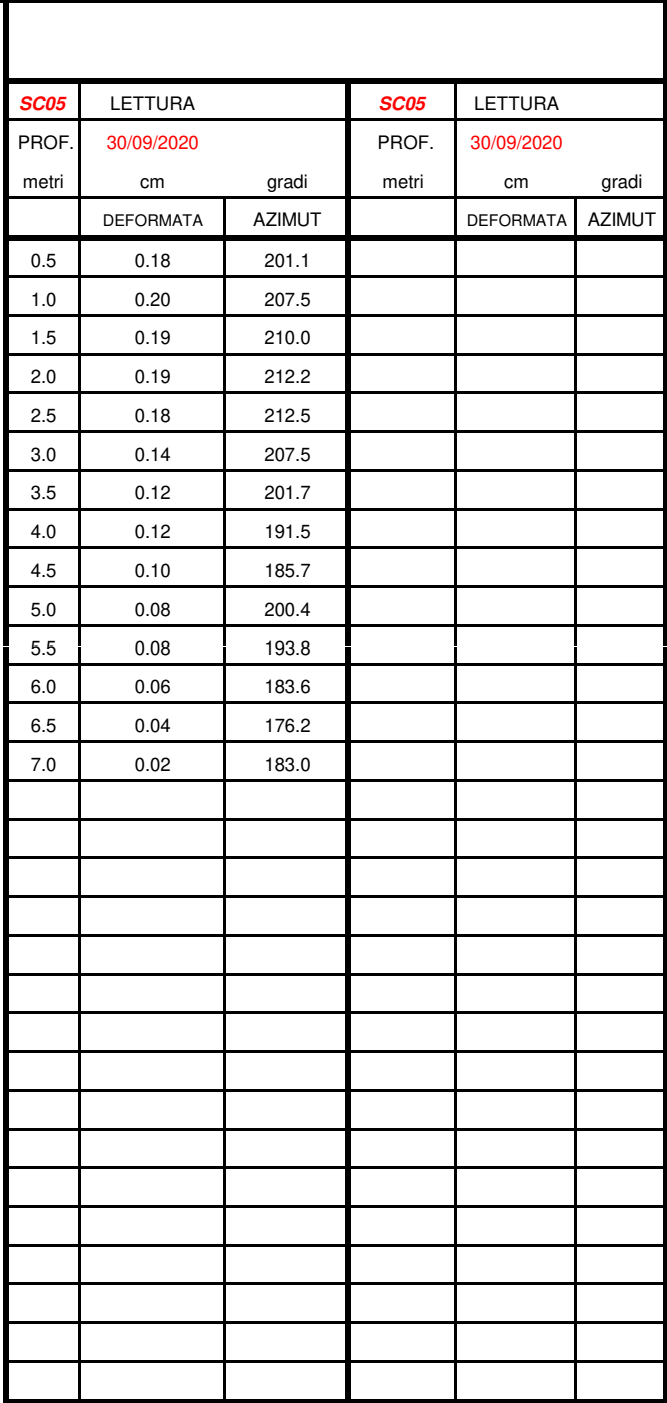 SC05 LETTURA SC05 LETTURA
PROF. 30/09/2020 PROF. 30/09/2020
metri cm gradi metri cm gradi
DEFORMATA AZIMUT DEFORMATA AZIMUT
0.5 0.18 201.1
1.0 0.20 207.5
1.5 0.19 210.0
2.0 0.19 212.2
2.5 0.18 212.5
3.0 0.14 207.5
3.5 0.12 201.7
4.0 0.12 191.5
4.5 0.10 185.7
5.0 0.08 200.4
5.5 0.08 193.8
6.0 0.06 183.6
6.5 0.04 176.2
7.0 0.02 183.0